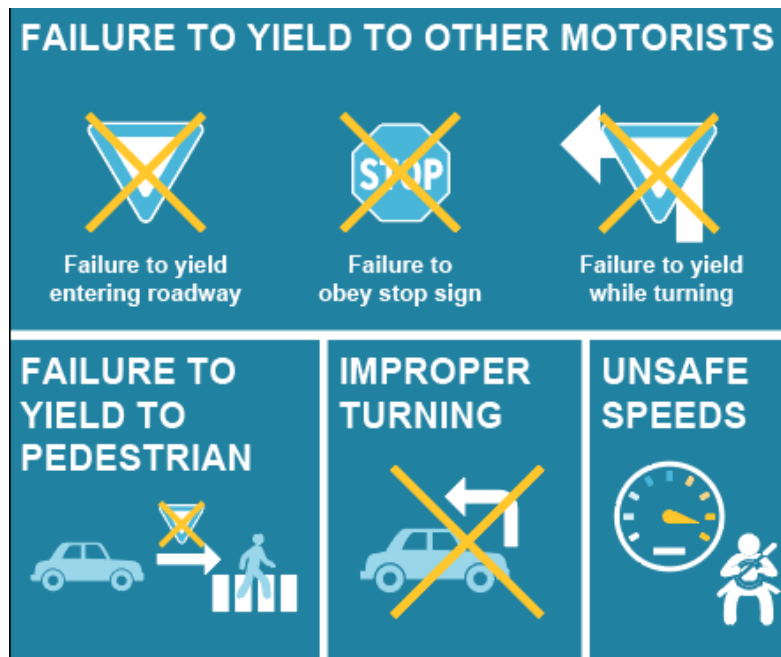 FAILURE TO YIELD TO OTHER MOTORISTS
STOP
Failure to yield
entering roadway
Failure to
obey stop sign
Failure to yield
while turning
FAILURE TO
YIELD TO
PEDESTRIAN
IMPROPER
TURNING
UNSAFE
SPEEDS